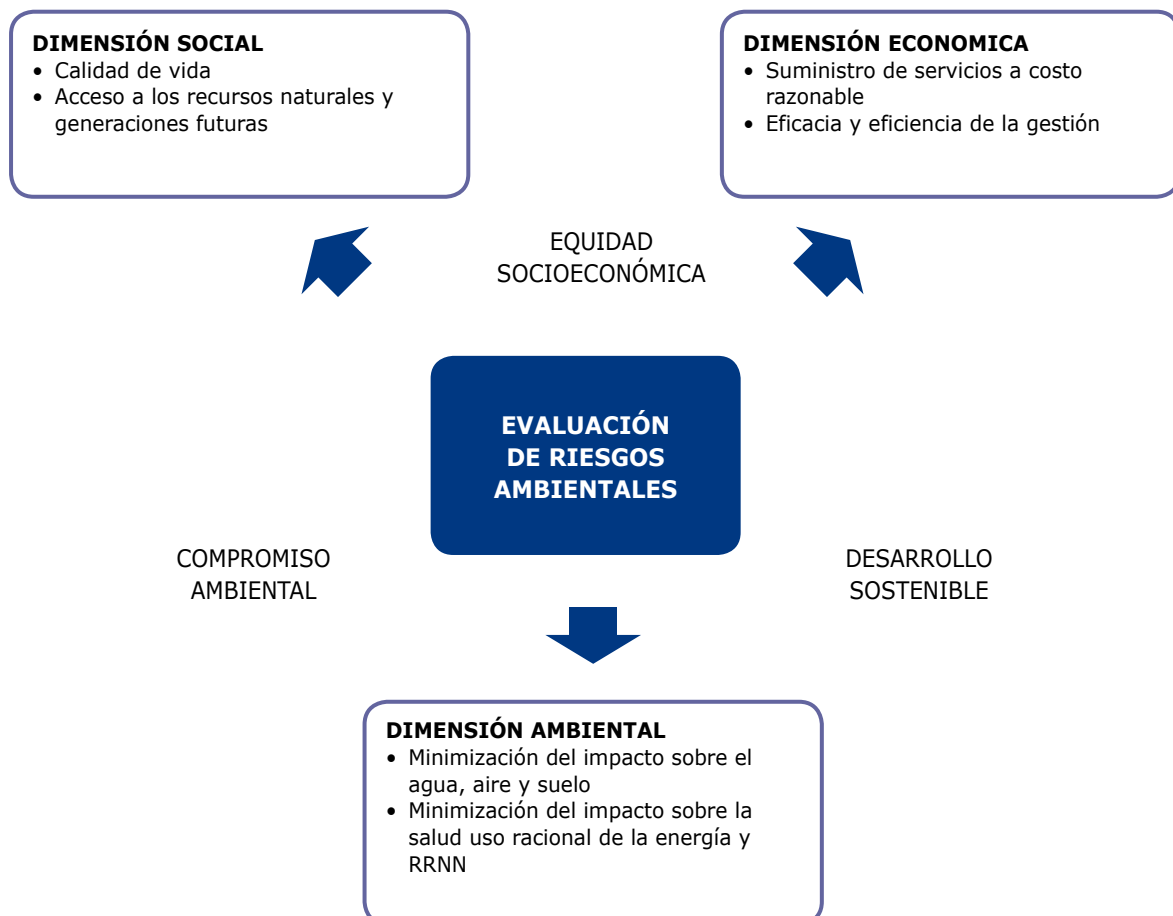 DIMENSIÓN SOCIAL
• Calidad de vida
• Acceso a los recursos naturales y
generaciones futuras
DIMENSIÓN ECONOMICA
• Suministro de servicios a costo
razonable
• Eficacia y eficiencia de la gestión
EQUIDAD
SOCIOECONÓMICA
EVALUACIÓN
DE RIESGOS
AMBIENTALES
COMPROMISO
AMBIENTAL
DESARROLLO
SOSTENIBLE
DIMENSIÓN AMBIENTAL
• Minimización del impacto sobre el
agua, aire y suelo
• Minimización del impacto sobre la
salud uso racional de la energía y
RRNN